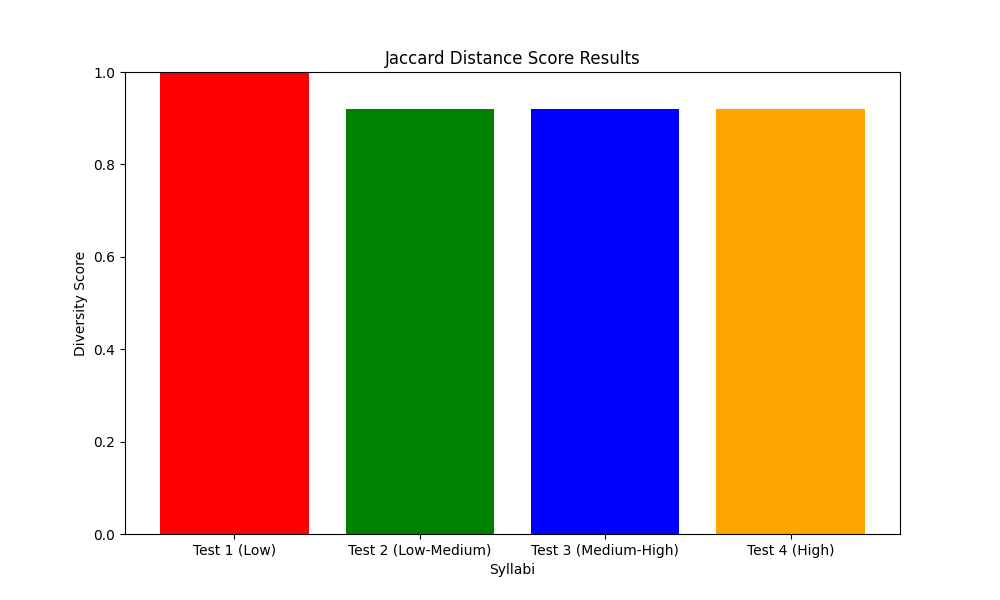 Jaccard Distance Score Results
1.0
0.8
0.6
0.4
0.2
0.0
Diversity Score
Test 1 (Low)
Test 2 (Low-Medium)
Test 3 (Medium-High)
Test 4 (High)
Syllabi